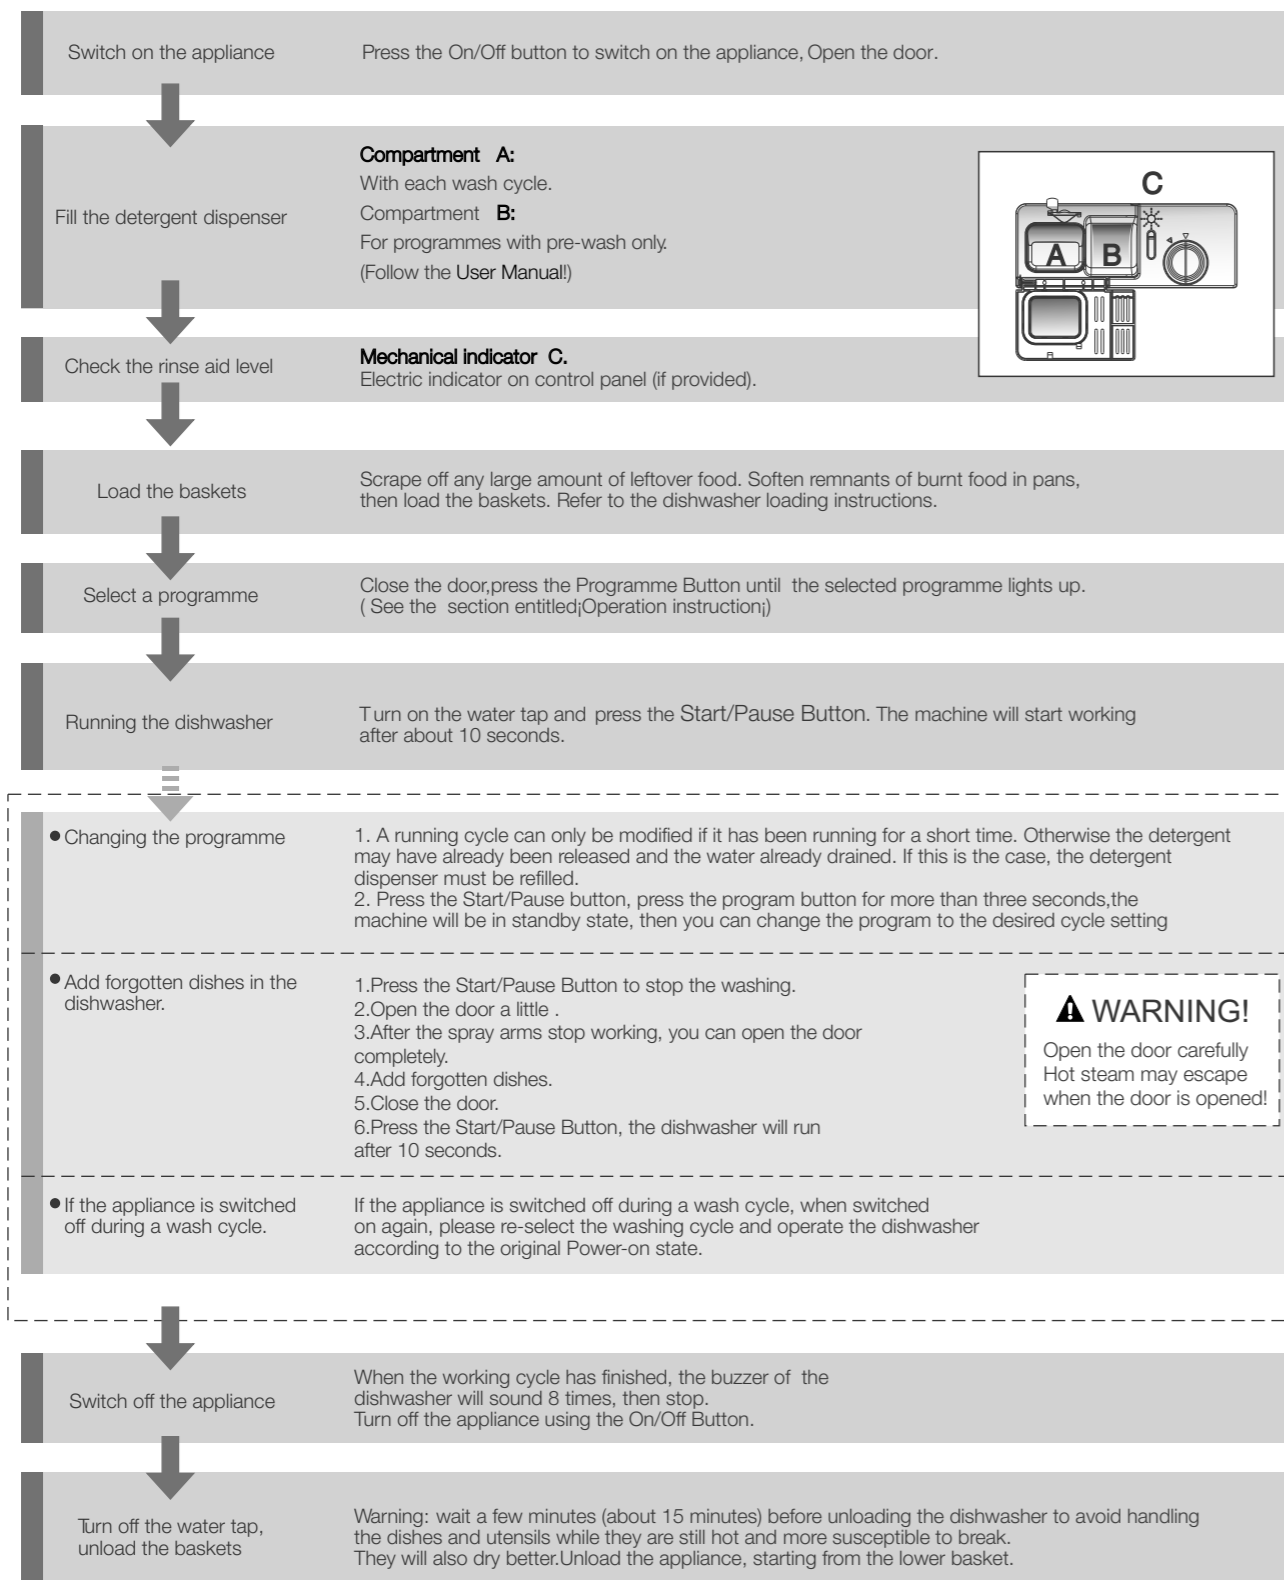 Switch on the appliance
Press the On/Off button to switch on the appliance, Open the door.
Fill the detergent dispenser
Compartment A:
With each wash cycle.
Compartment B:
For programmes with pre-wash only.
(Follow the User Manual!)
C
A
B
Check the rinse aid level
Mechanical indicator C.
Electric indicator on control panel (if provided).
Load the baskets
Scrape off any large amount of leftover food. Soften remnants of burnt food in pans,
then load the baskets. Refer to the dishwasher loading instructions.
Select a programme
Close the door,press the Programme Button until the selected programme lights up.
( See the section entitled¡Operation instruction¡)
Running the dishwasher
Turn on the water tap and press the Start/Pause Button. The machine will start working
after about 10 seconds.
● Changing the programme
1. A running cycle can only be modified if it has been running for a short time. Otherwise the detergent
may have already been released and the water already drained. If this is the case, the detergent
dispenser must be refilled.
2. Press the Start/Pause button, press the program button for more than three seconds,the
machine will be in standby state, then you can change the program to the desired cycle setting
● Add forgotten dishes in the
dishwasher.
1.Press the Start/Pause Button to stop the washing.
2.Open the door a little .
3.After the spray arms stop working, you can open the door
completely.
4.Add forgotten dishes.
5.Close the door.
6.Press the Start/Pause Button, the dishwasher will run
after 10 seconds.
WARNING!
Open the door carefully
Hot steam may escape
when the door is opened!
● If the appliance is switched
off during a wash cycle.
If the appliance is switched off during a wash cycle, when switched
on again, please re-select the washing cycle and operate the dishwasher
according to the original Power-on state.
Switch off the appliance
When the working cycle has finished, the buzzer of the
dishwasher will sound 8 times, then stop.
Turn off the appliance using the On/Off Button.
Turn off the water tap,
unload the baskets
Warning: wait a few minutes (about 15 minutes) before unloading the dishwasher to avoid handling
the dishes and utensils while they are still hot and more susceptible to break.
They will also dry better.Unload the appliance, starting from the lower basket.